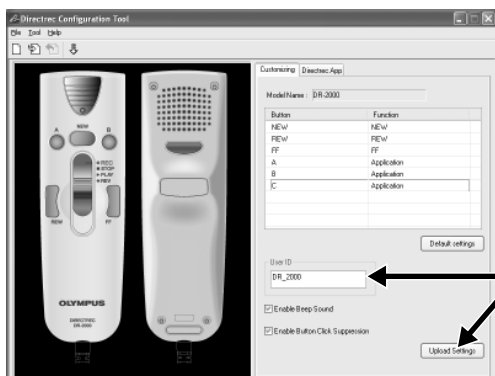 Directrec Configuration Tool
File Tool Help
Customizing Directrec App
Model Name : DR-2000
Button Function
NEW NEW
REW REW
FF FF
A Application
B Application
C Application
Default settings
User ID
DR_2000
Enable Beep Sound
Enable Button Click Suppression
Upload Settings
NEW
A B
REC
STOP
PLAY
REV
REW FF
OLYMPUS
DIRECTREC
DR-2000